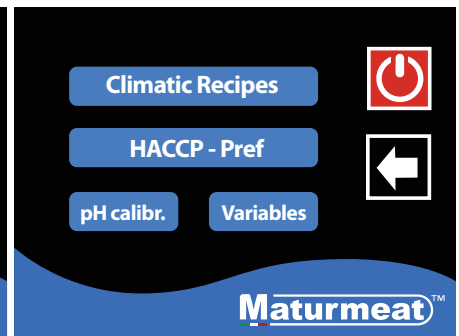 Climatic Recipes
HACCP - Pref
pH calibr. Variables
Maturmeat™